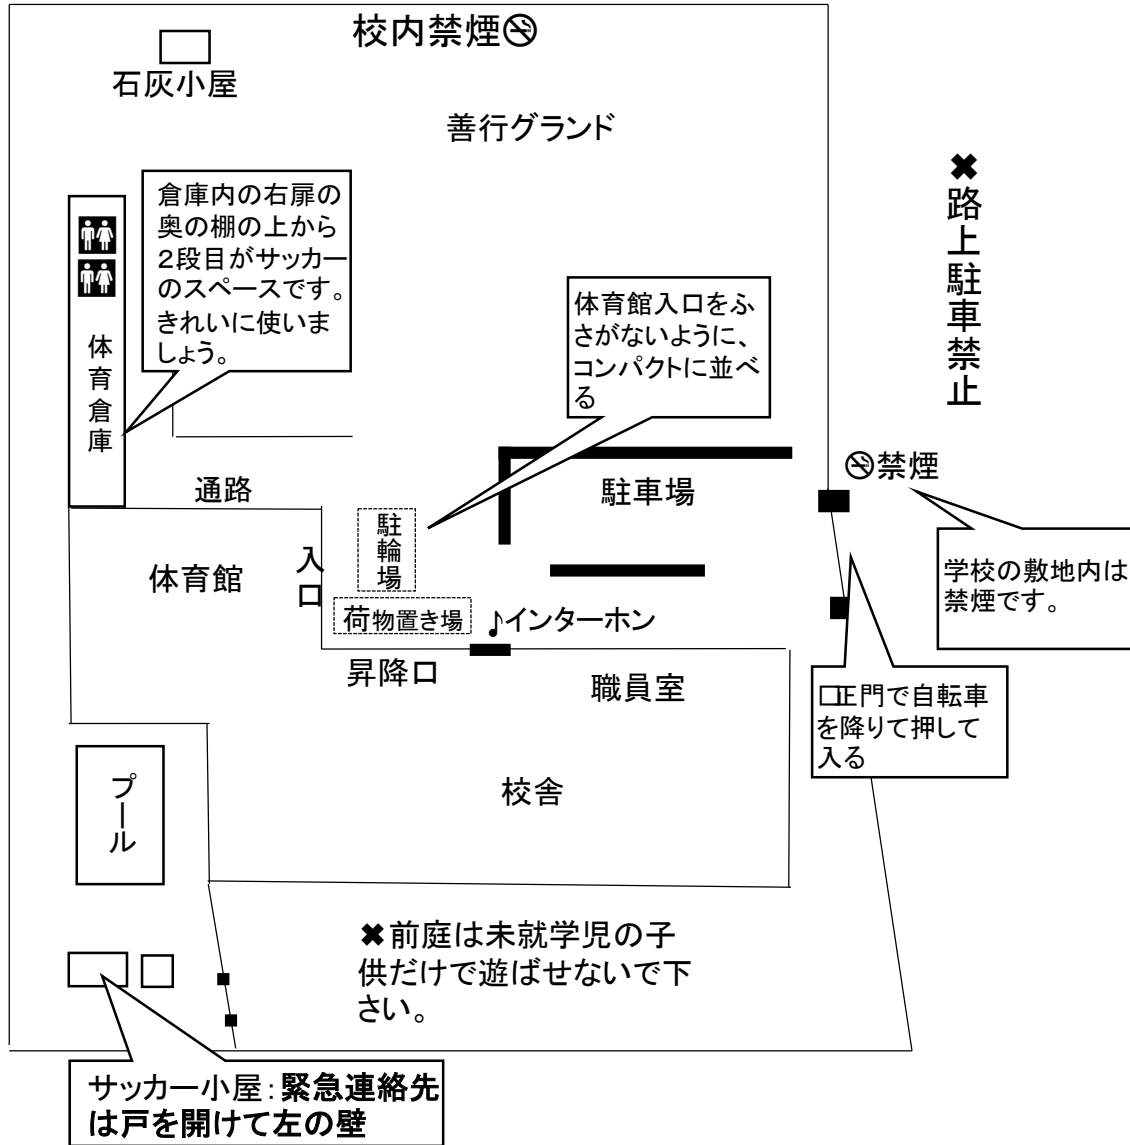 校内禁煙
石灰小屋
善行グランド
倉庫内の右扉の
奥の棚の上から
2段目がサッカー
のスペースです。
きれいに使いま
しょう。
✖路上駐車禁止
体育館入口をふ
さがないように、
コンパクトに並べ
る
体育倉庫
禁煙
通路
駐車場
駐輪場
入口
体育館
学校の敷地内は
禁煙です。
荷物置き場
♪インターホン
昇降口
職員室
□正門で自転車
を降りて押して
入る
プール
校舎
✖前庭は未就学児の子
供だけで遊ばせないで下
さい。
サッカー小屋:緊急連絡先
は戸を開けて左の壁